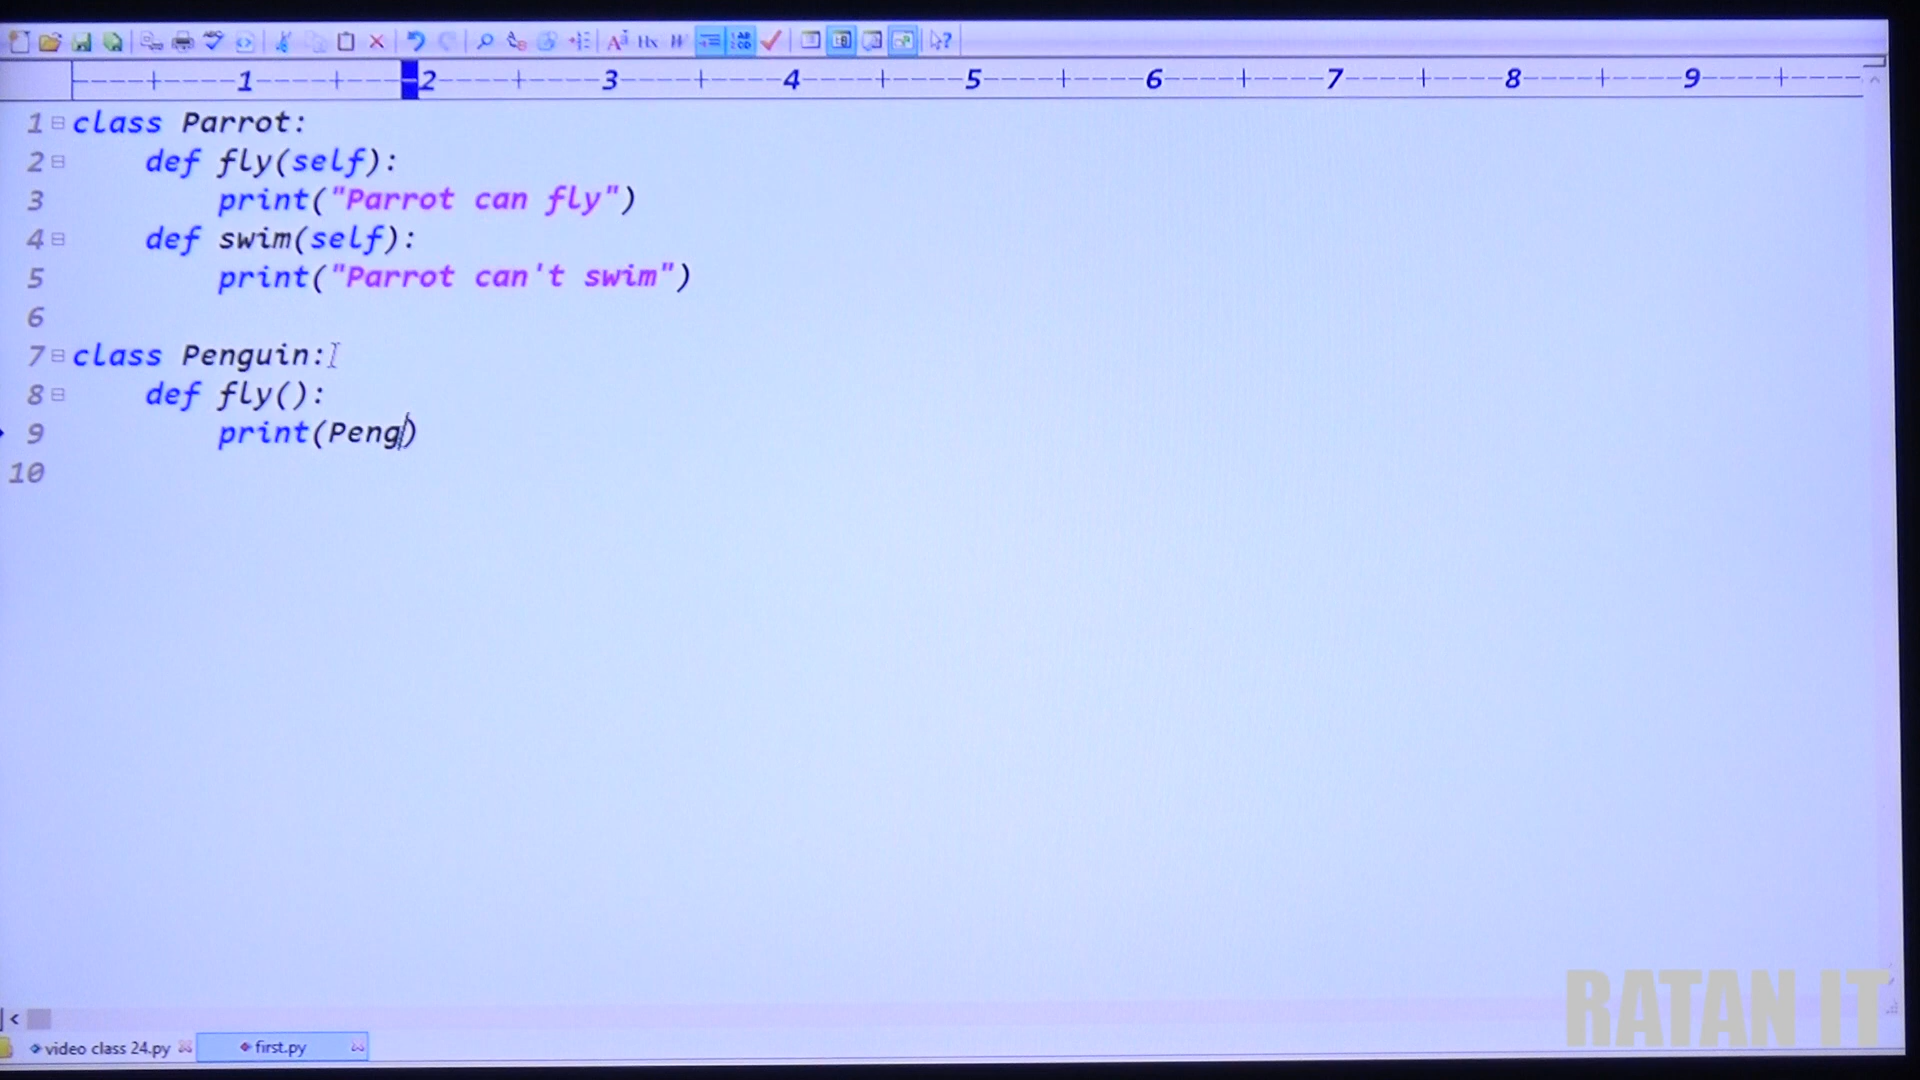 1 2 3 4 5 6 7 8 9
1 class Parrot:
2 def fly(self):
3 print("Parrot can fly")
4 def swim(self):
5 print("Parrot can't swim")
6
7 class Penguin:
8 def fly():
9 print(Peng)
10
RATAN IT
video class 24.py first.py